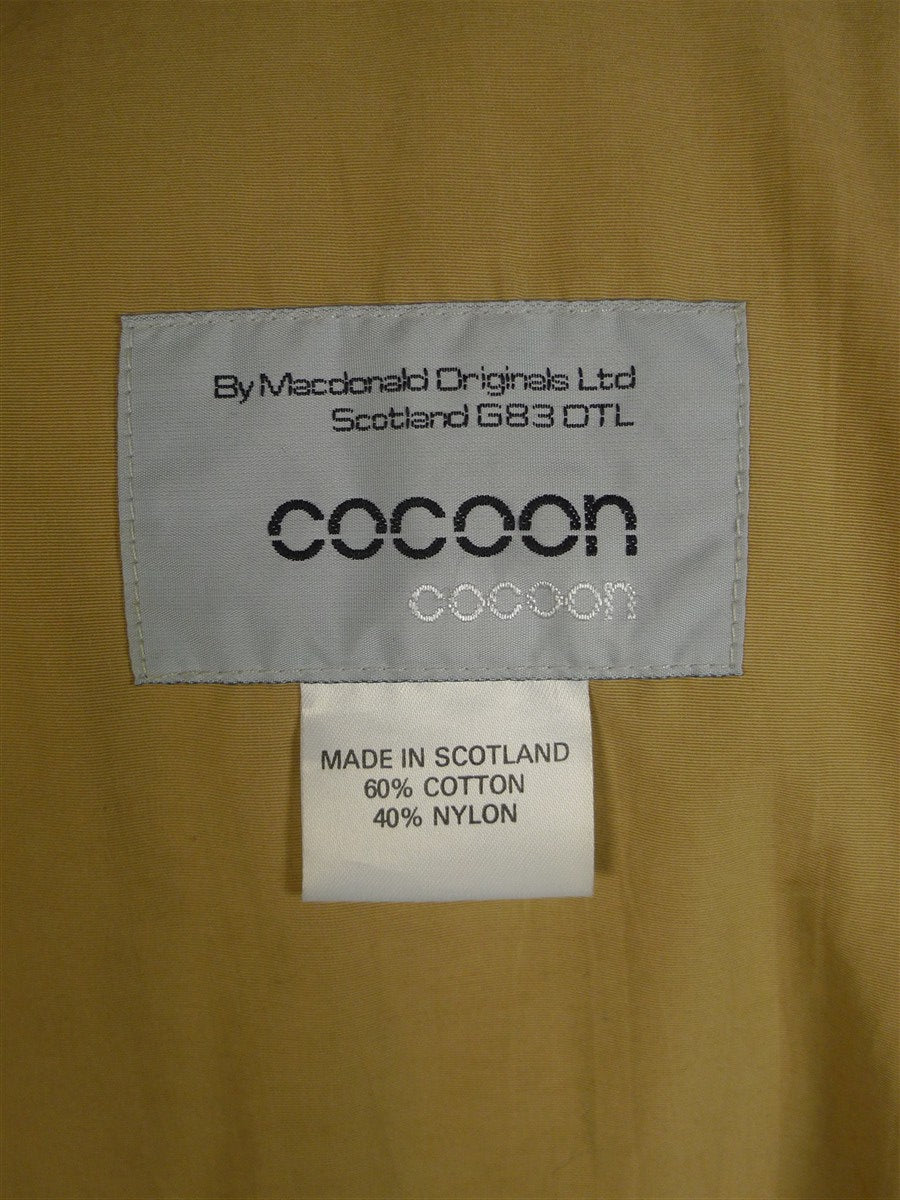 By Macdonald Originals Ltd
Scotland G83 0TL
cocoon
cocoon
MADE IN SCOTLAND
60% COTTON
40% NYLON